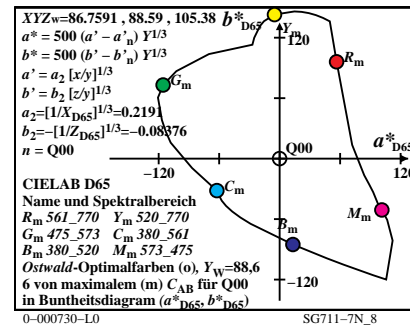 XYZw=86.7591 , 88.59 , 105.38 b*D65
a* = 500 (a' – a'n) Y1/3
b* = 500 (b' – b'n) Y1/3
a' = a2 [x/y]1/3
b' = b2 [z/y]1/3
a2=[1/XD65]1/3=0.2191
b2=–[1/ZD65]1/3=–0.08376
n = Q00
CIELAB D65
Name und Spektralbereich
Rm 561_770 Ym 520_770
Gm 475_573 Cm 380_561
Bm 380_520 Mm 573_475
Ostwald-Optimalfarben (o), YW=88,6
6 von maximalem (m) CAB für Q00
in Buntheitsdiagram (a*D65, b*D65)
Ym
120
Rm
Gm
Q00
a*D65
–120
120
Cm
Mm
Bm
–120
0-000730-L0
SG711-7N_8